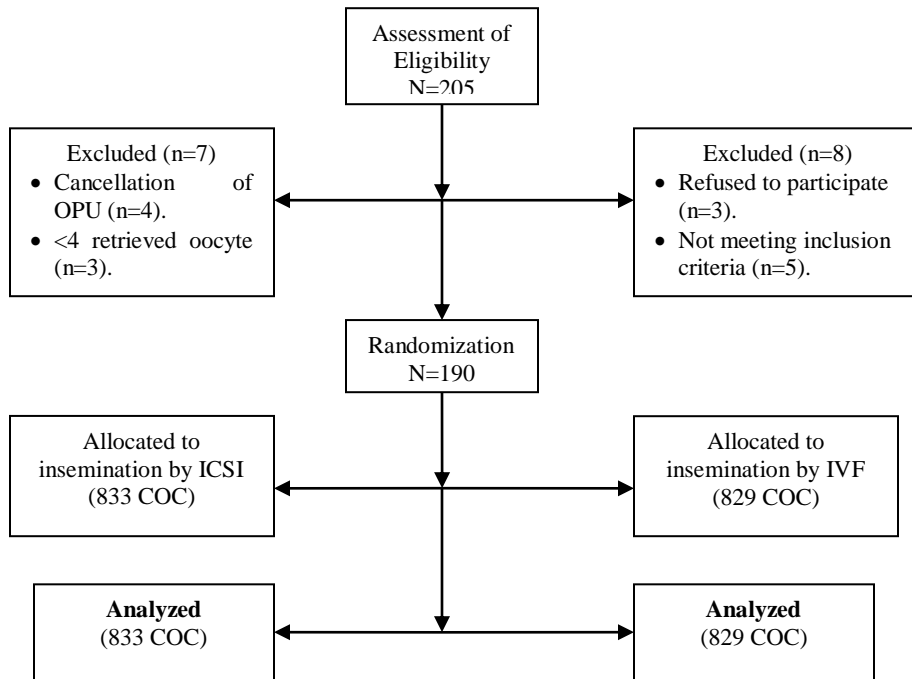 Assessment of
Eligibility
N=205
Excluded (n=7)
• Cancellation of
OPU (n=4).
• <4 retrieved oocyte
(n=3).
Excluded (n=8)
• Refused to participate
(n=3).
• Not meeting inclusion
criteria (n=5).
Randomization
N=190
Allocated to
insemination by ICSI
(833 COC)
Allocated to
insemination by IVF
(829 COC)
Analyzed
(833 COC)
Analyzed
(829 COC)